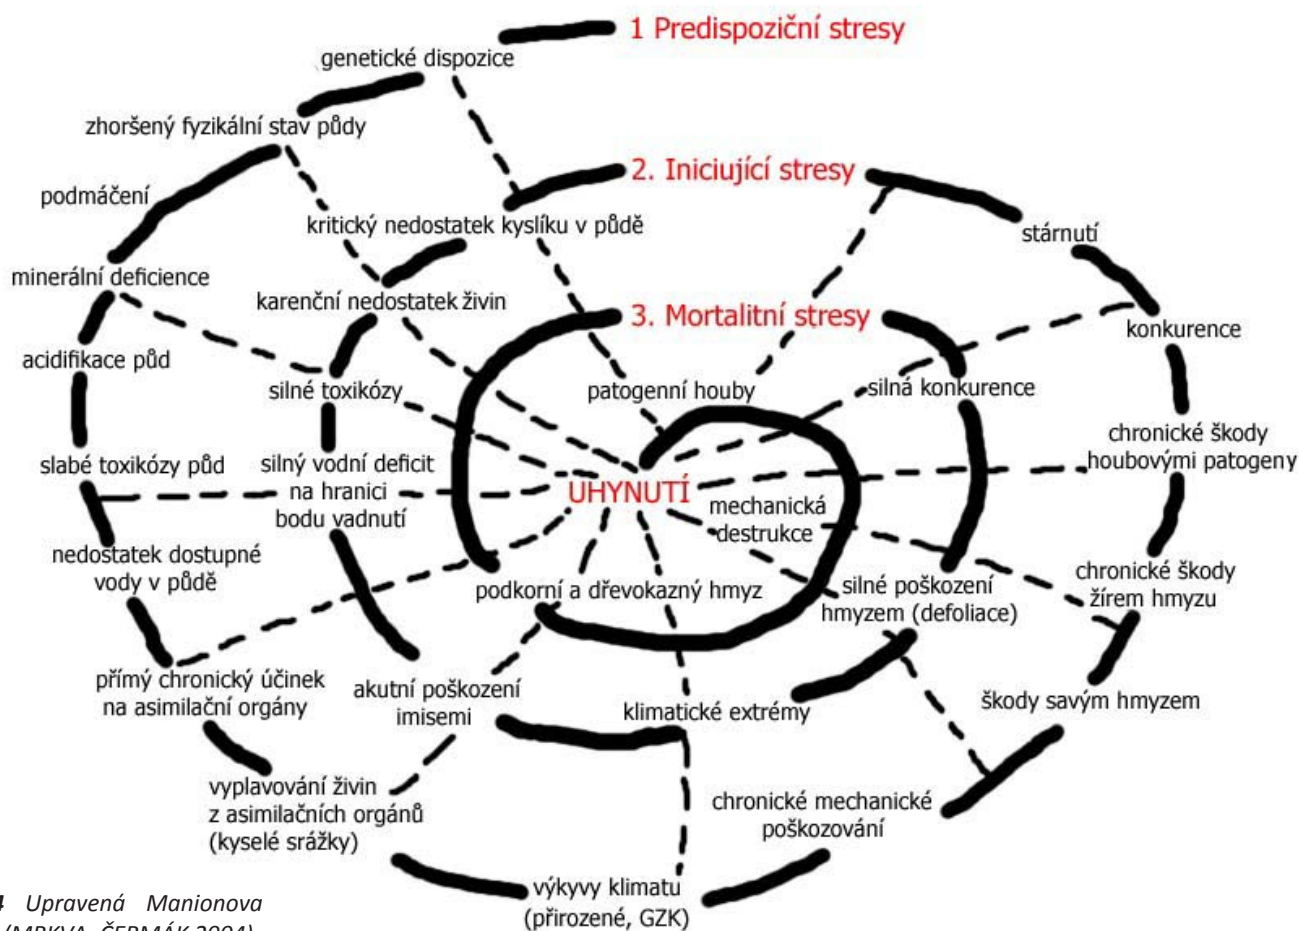 1 Predispoziční stresy
genetické dispozice
zhoršený fyzikální stav půdy
podmáčení
minerální deficience
acidifikace půd
slabé toxikózy půd
nedostatek dostupné
vody v půdě
přímý chronický účinek
na asimilační orgány
vyplavování živin
z asimilačních orgánů
(kyselé srážky)
výkyvy klimatu
(přirozené, GZK)
chronické mechanické
poškozování
škody savým hmyzem
chronické škody
žírem hmyzu
chronické škody
houbovými patogeny
konkurence
stárnutí
2. Iniciující stresy
kritický nedostatek kyslíku v půdě
karenční nedostatek živin
silné toxikózy
silný vodní deficit
na hranici
bodu vadnutí
akutní poškození
imisemi
klimatické extrémy
silné poškození
hmyzem (defoliace)
silná konkurence
3. Mortalitní stresy
patogenní houby
mechanická
destrukce
podkorní a dřevokazný hmyz
UHYNUTÍ
4 Upravená Manionova
(MRKVA, ČERMÁK 2004)